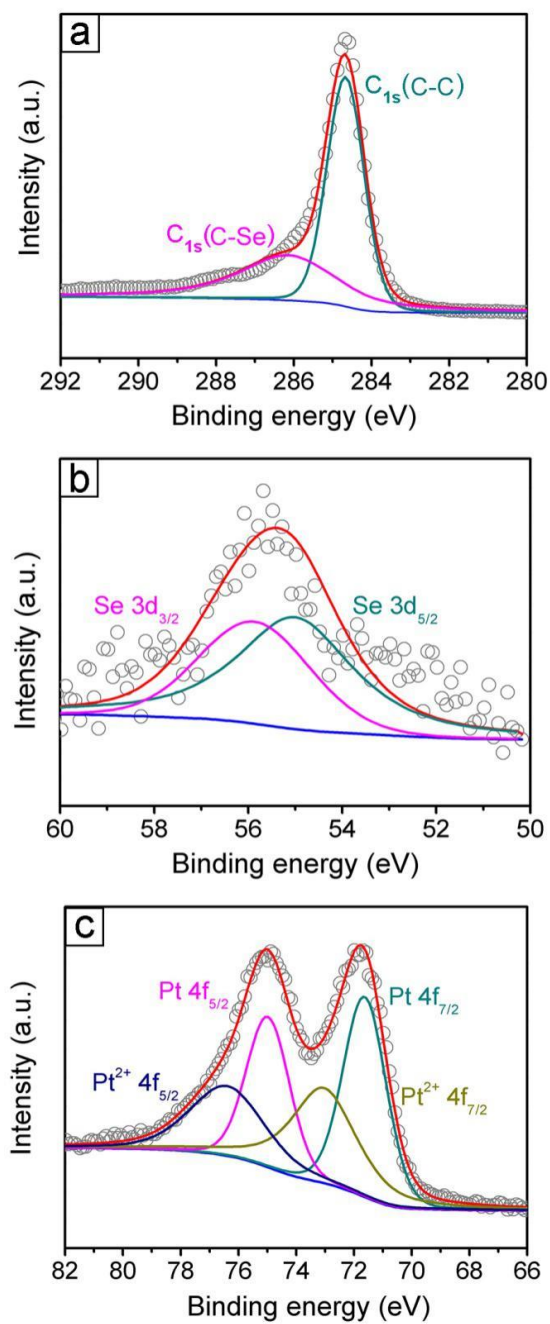 a
C1s(C-C)
C1s(C-Se)
Intensity (a.u.)
292 290 288 286 284 282 280
Binding energy (eV)
b
Se 3d3/2 Se 3d5/2
Intensity (a.u.)
60 58 56 54 52 50
Binding energy (eV)
c
Pt 4f5/2 Pt 4f7/2
Pt2+ 4f5/2 Pt2+ 4f7/2
Intensity (a.u.)
82 80 78 76 74 72 70 68 66
Binding energy (eV)